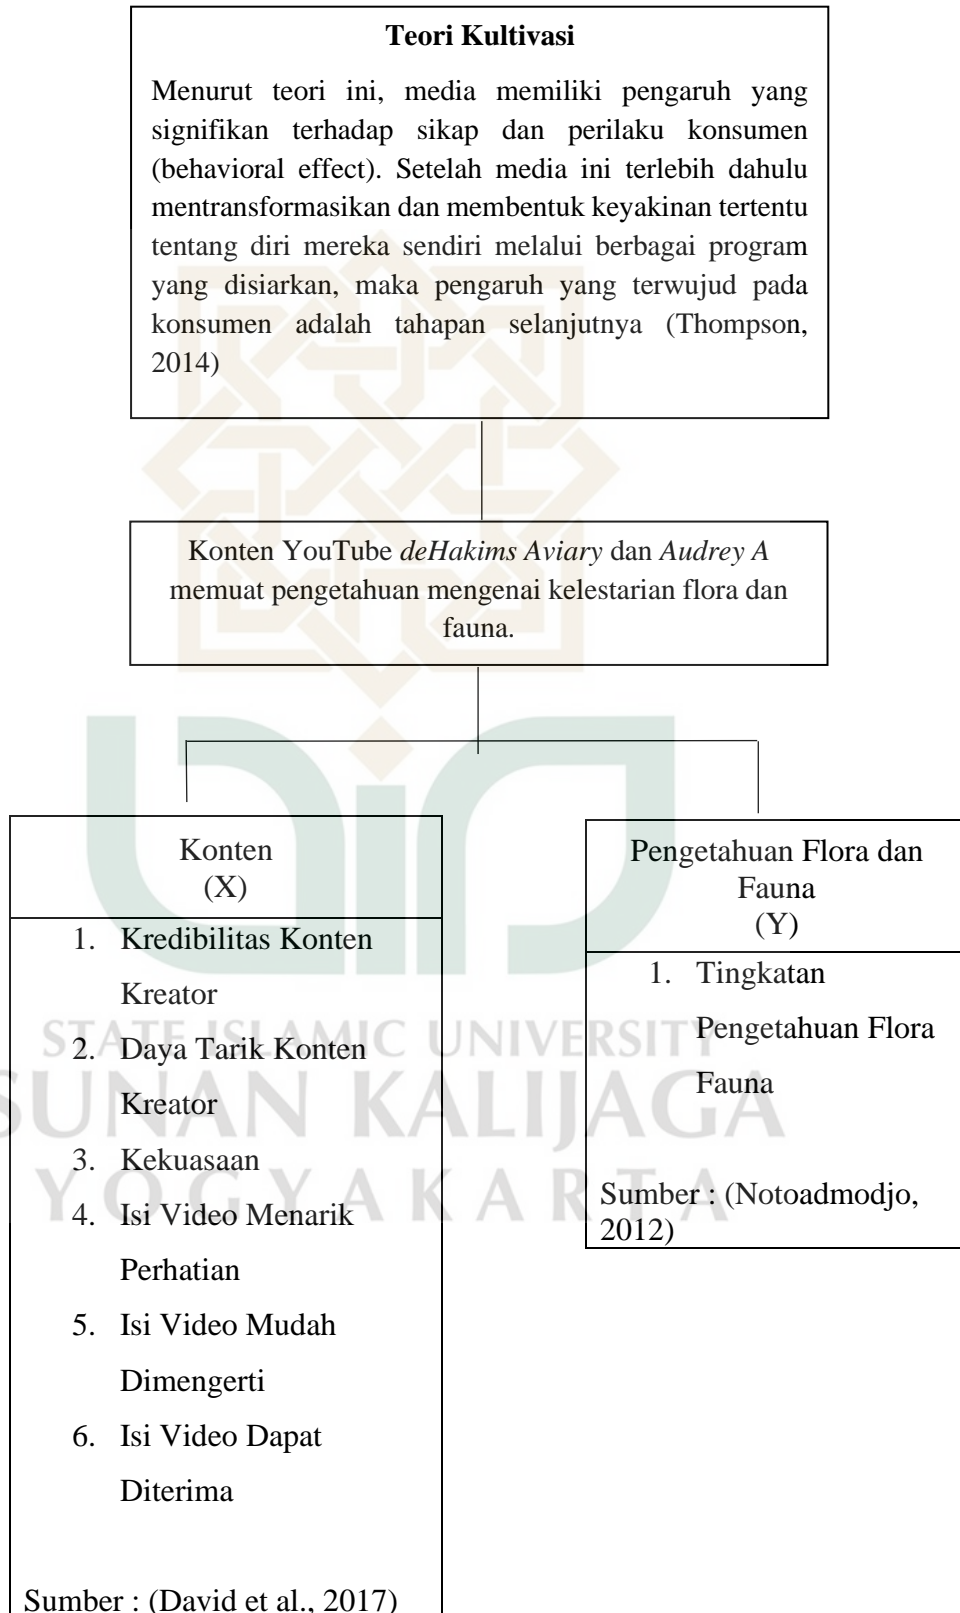 Teori Kultivasi
Menurut teori ini, media memiliki pengaruh yang
signifikan terhadap sikap dan perilaku konsumen
(behavioral effect). Setelah media ini terlebih dahulu
mentransformasikan dan membentuk keyakinan tertentu
tentang diri mereka sendiri melalui berbagai program
yang disiarkan, maka pengaruh yang terwujud pada
konsumen adalah tahapan selanjutnya (Thompson,
2014)
Konten YouTube deHakims Aviary dan Audrey A
memuat pengetahuan mengenai kelestarian flora dan
fauna.
Konten
(X)
1. Kredibilitas Konten
Kreator
2. Daya Tarik Konten
Kreator
3. Kekuasaan
4. Isi Video Menarik
Perhatian
5. Isi Video Mudah
Dimengerti
6. Isi Video Dapat
Diterima
Sumber : (David et al., 2017)
Pengetahuan Flora dan
Fauna
(Y)
1. Tingkatan
Pengetahuan Flora
Fauna
Sumber : (Notoadmodjo,
2012)
STATE ISLAMIC UNIVERSITY
SUNAN KALIJAGA
YOGYAKARTA